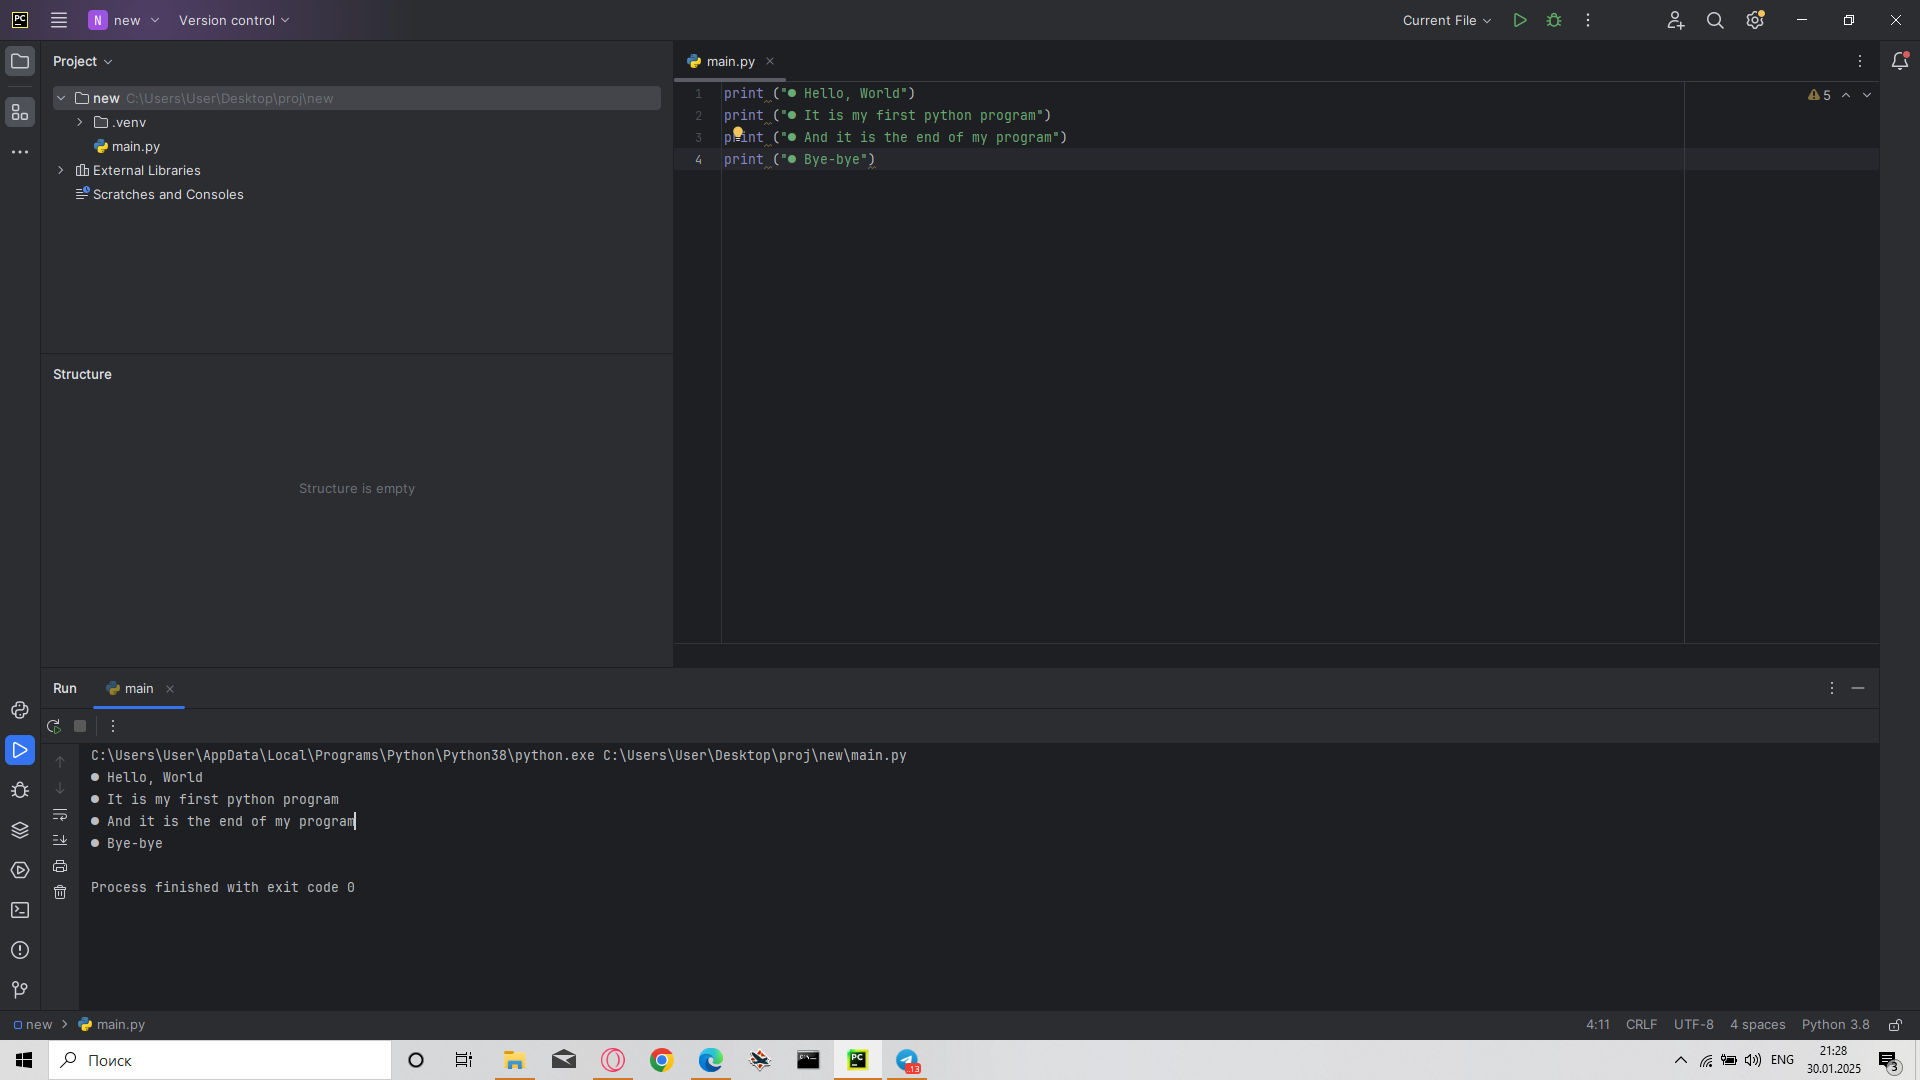 PC
N new
Version control
Current File
Project
new C:\Users\User\Desktop\proj\new
.venv
main.py
External Libraries
Scratches and Consoles
Structure
Structure is empty
main.py
5
1 print ("● Hello, World")
2 print ("● It is my first python program")
3 print ("● And it is the end of my program")
4 print ("● Bye-bye")
Run
main
C:\Users\User\AppData\Local\Programs\Python\Python38\python.exe C:\Users\User\Desktop\proj\new\main.py
● Hello, World
● It is my first python program
● And it is the end of my program
● Bye-bye
Process finished with exit code 0
new
main.py
4:11
CRLF
UTF-8
4 spaces
Python 3.8
Поиск
PC
13
ENG
21:28
30.01.2025
3